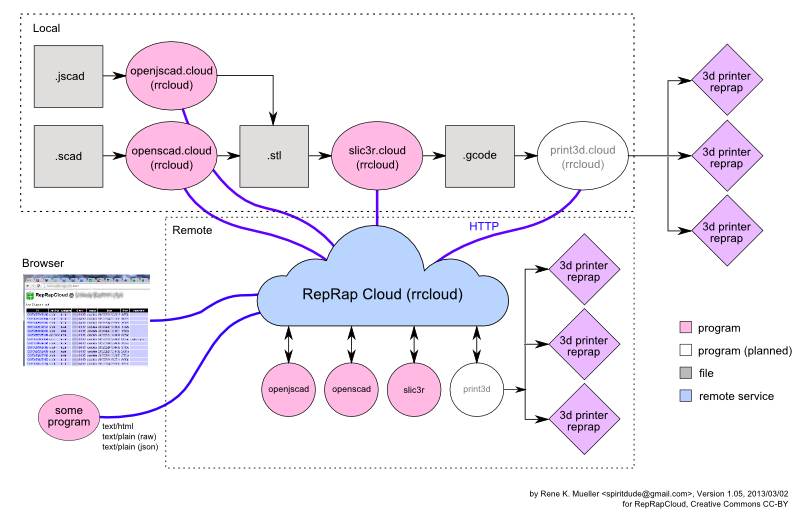 Local
.jscad
openjscad.cloud
(rrcloud)
.scad
openscad.cloud
(rrcloud)
.stl
slic3r.cloud
(rrcloud)
.gcode
print3d.cloud
(rrcloud)
3d printer
reprap
3d printer
reprap
3d printer
reprap
HTTP
Remote
Browser
RepRapCloud @
RepRap Cloud (rrcloud)
3d printer
reprap
3d printer
reprap
3d printer
reprap
openjscad
openscad
slic3r
print3d
some
program
text/html
text/plain (raw)
text/plain (json)
program
program (planned)
file
remote service
by Rene K. Mueller <spiritdude@gmail.com>, Version 1.05, 2013/03/02
for RepRapCloud, Creative Commons CC-BY